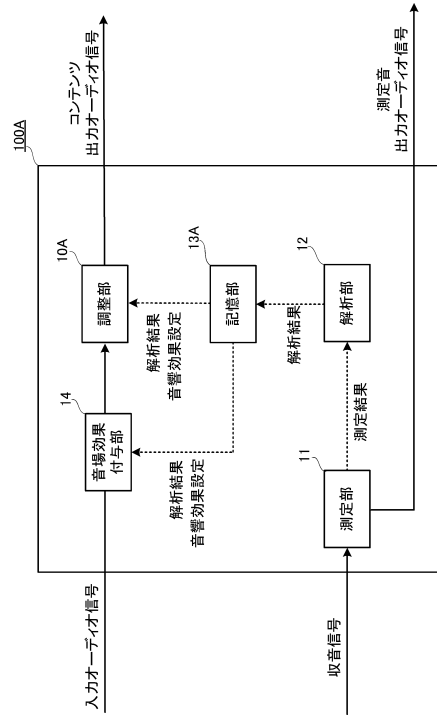 100A
入力オーディオ信号
14
音場効果
付与部
10A
調整部
コンテンツ
出力オーディオ信号
解析結果
音響効果設定
解析結果
音響効果設定
13A
記憶部
解析結果
12
解析部
測定結果
11
測定部
収音信号
測定音
出力オーディオ信号